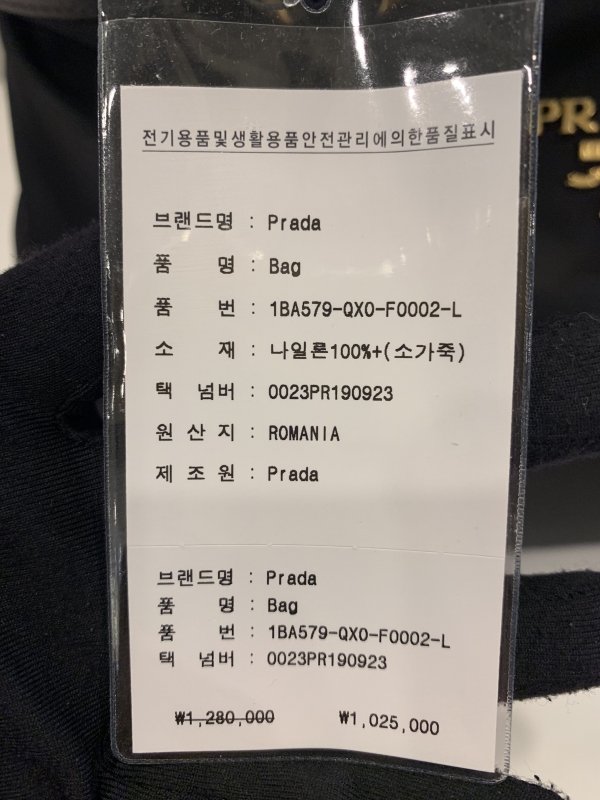 전기용품및생활용품안전관리에의한품질표시
브랜드명 : Prada
품 명 : Bag
품 번 : 1BA579-QX0-F0002-L
소 재 : 나일론100%+(소가죽)
택 넘버 : 0023PR190923
원 산 지 : ROMANIA
제 조 원 : Prada
브랜드명 : Prada
품 명 : Bag
품 번 : 1BA579-QX0-F0002-L
택 넘버 : 0023PR190923
₩1,280,000 ₩1,025,000
PR